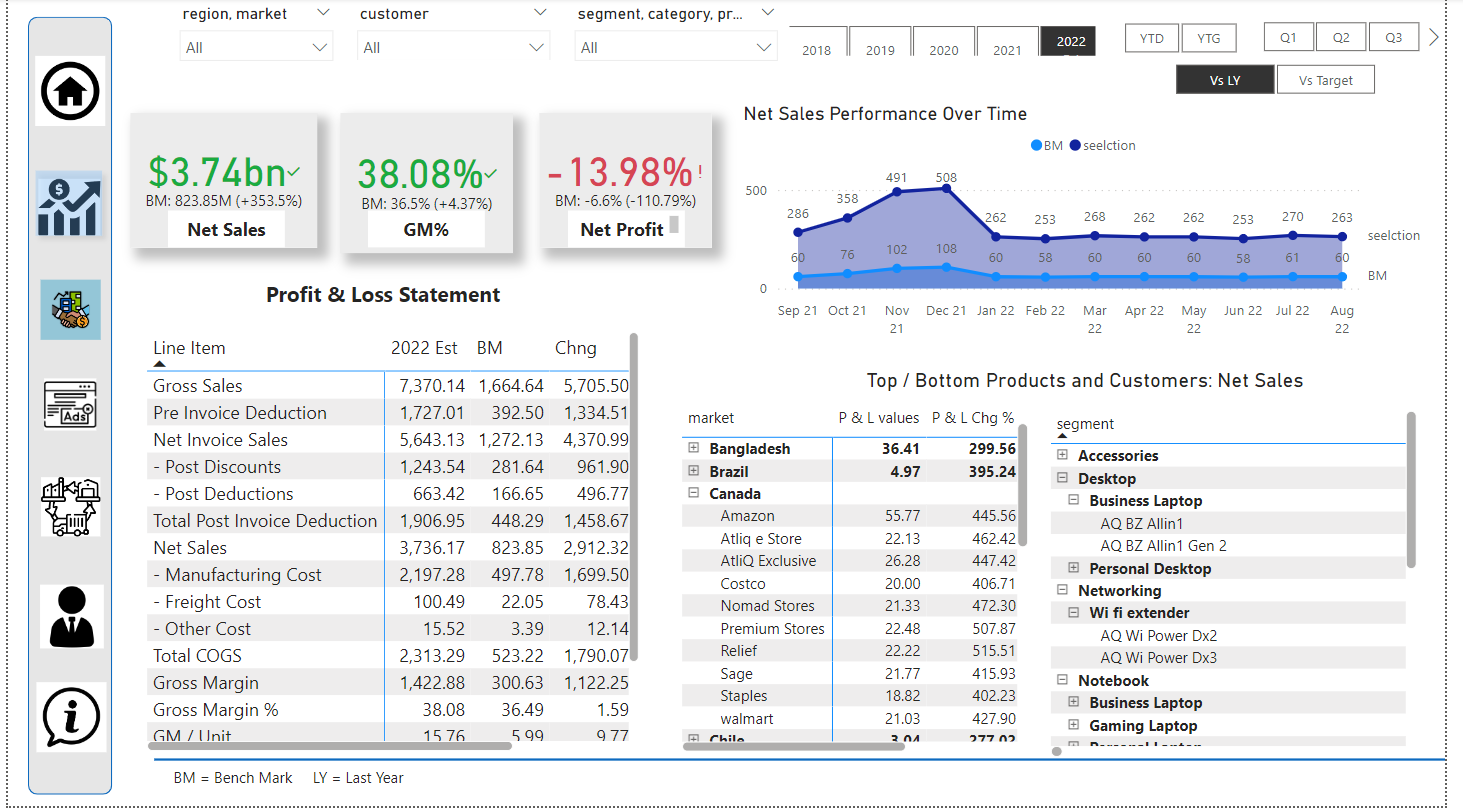 region, market
customer
segment, category, pr...
All
All
All
2018 2019 2020 2021 2022
YTD YTG
Q1 Q2 Q3
Vs LY Vs Target
$3.74bn
BM: 823.85M (+353.5%)
Net Sales
38.08%
BM: 36.5% (+4.37%)
GM%
-13.98%!
BM: -6.6% (-110.79%)
Net Profit
Net Sales Performance Over Time
BM seelction
500
0
286 358 491 508 262 253 268 262 262 253 270 263
60 76 102 108 60 58 60 60 60 58 61 60
seelction
BM
Sep 21 Oct 21 Nov 21 Dec 21 Jan 22 Feb 22 Mar 22 Apr 22 May 22 Jun 22 Jul 22 Aug 22
Profit & Loss Statement
Line Item 2022 Est BM Chng
Gross Sales 7,370.14 1,664.64 5,705.50
Pre Invoice Deduction 1,727.01 392.50 1,334.51
Net Invoice Sales 5,643.13 1,272.13 4,370.99
- Post Discounts 1,243.54 281.64 961.90
- Post Deductions 663.42 166.65 496.77
Total Post Invoice Deduction 1,906.95 448.29 1,458.67
Net Sales 3,736.17 823.85 2,912.32
- Manufacturing Cost 2,197.28 497.78 1,699.50
- Freight Cost 100.49 22.05 78.43
- Other Cost 15.52 3.39 12.14
Total COGS 2,313.29 523.22 1,790.07
Gross Margin 1,422.88 300.63 1,122.25
Gross Margin % 38.08 36.49 1.59
GM / Unit 15.76 5.99 9.77
Top / Bottom Products and Customers: Net Sales
market P & L values P & L Chg %
Bangladesh 36.41 299.56
Brazil 4.97 395.24
Canada
Amazon 55.77 445.56
Atliq e Store 22.13 462.42
AtliQ Exclusive 26.28 447.42
Costco 20.00 406.71
Nomad Stores 21.33 472.30
Premium Stores 22.48 507.87
Relief 22.22 515.51
Sage 21.77 415.93
Staples 18.82 402.23
walmart 21.03 427.90
Chile 3.04 277.02
segment
Accessories
Desktop
Business Laptop
AQ BZ Allin1
AQ BZ Allin1 Gen 2
Personal Desktop
Networking
Wi fi extender
AQ Wi Power Dx2
AQ Wi Power Dx3
Notebook
Business Laptop
Gaming Laptop
Personal Laptop
Ads
BM = Bench Mark LY = Last Year